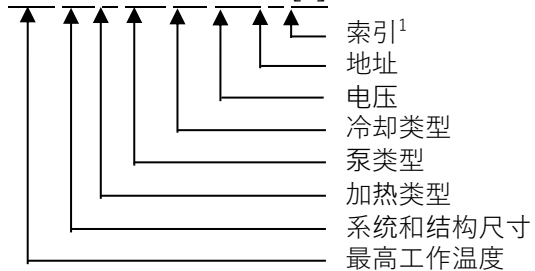 索引¹
地址
电压
冷却类型
泵类型
加热类型
系统和结构尺寸
最高工作温度